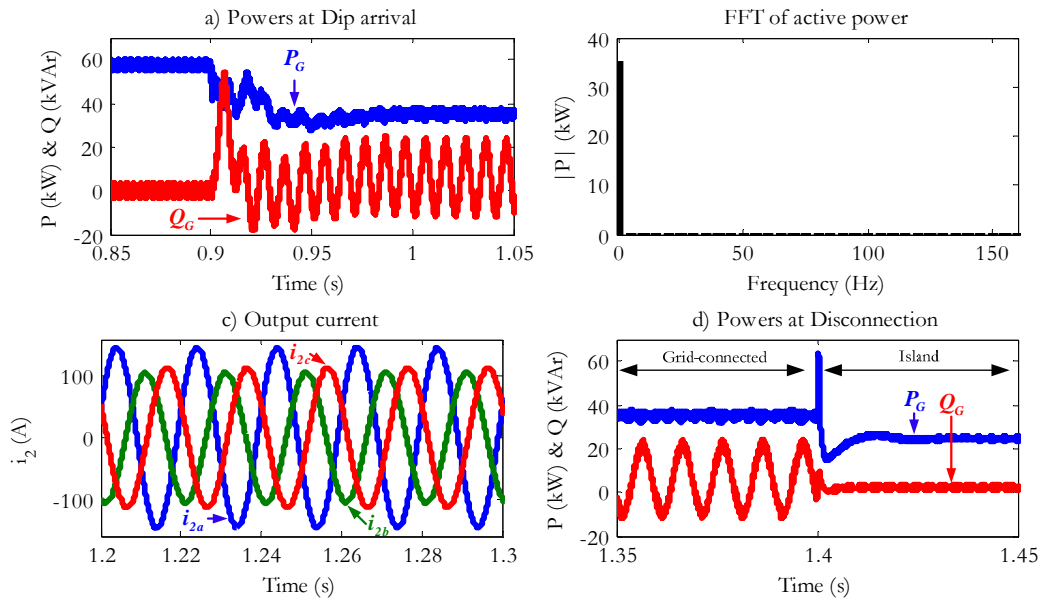 a) Powers at Dip arrival
P (kW) & Q (kVAr)
60
40
20
0
-20
P_G
Q_G
0.85
0.9
0.95
1
1.05
Time (s)
FFT of active power
|P| (kW)
40
30
20
10
0
0
50
100
150
Frequency (Hz)
c) Output current
i_2 (A)
100
0
-100
i_2c
i_2a
i_2b
1.2
1.22
1.24
1.26
1.28
1.3
Time (s)
d) Powers at Disconnection
P (kW) & Q (kVAr)
60
40
20
0
-20
Grid-connected
Island
P_G
Q_G
1.35
1.4
1.45
Time (s)